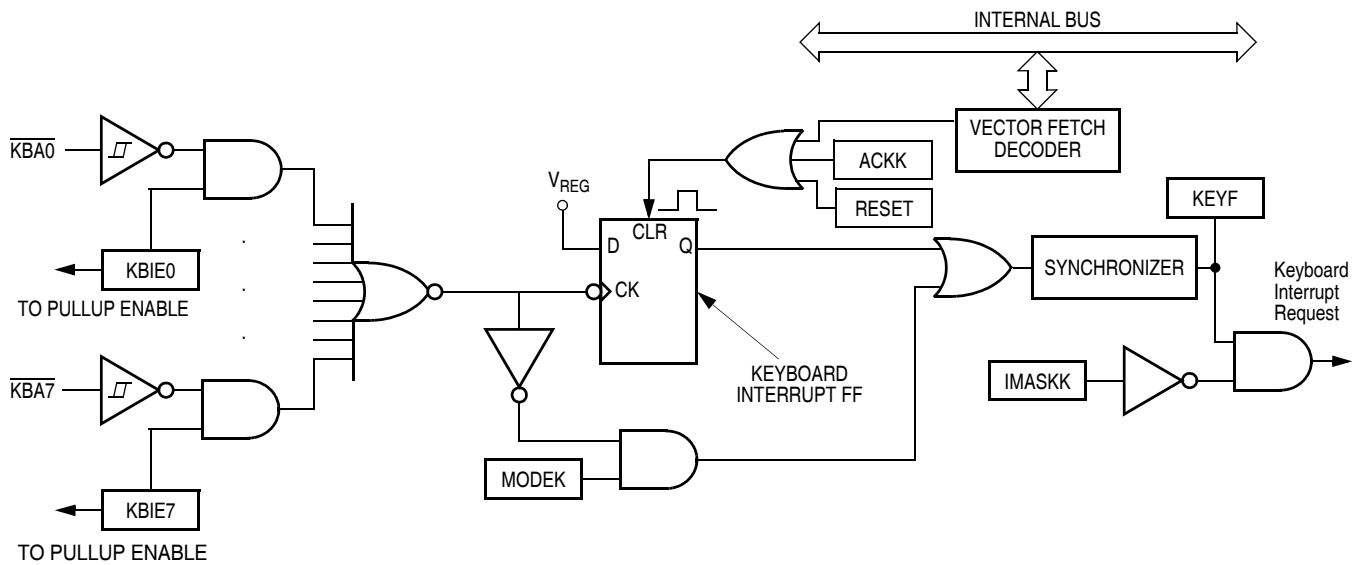 INTERNAL BUS
VECTOR FETCH
DECODER
ACKK
RESET
KBA0
VREG
KEYF
CLR
D
Q
CK
KBIE0
TO PULLUP ENABLE
SYNCHRONIZER
Keyboard
Interrupt
Request
KEYBOARD
INTERRUPT FF
KBA7
IMASKK
MODEK
KBIE7
TO PULLUP ENABLE